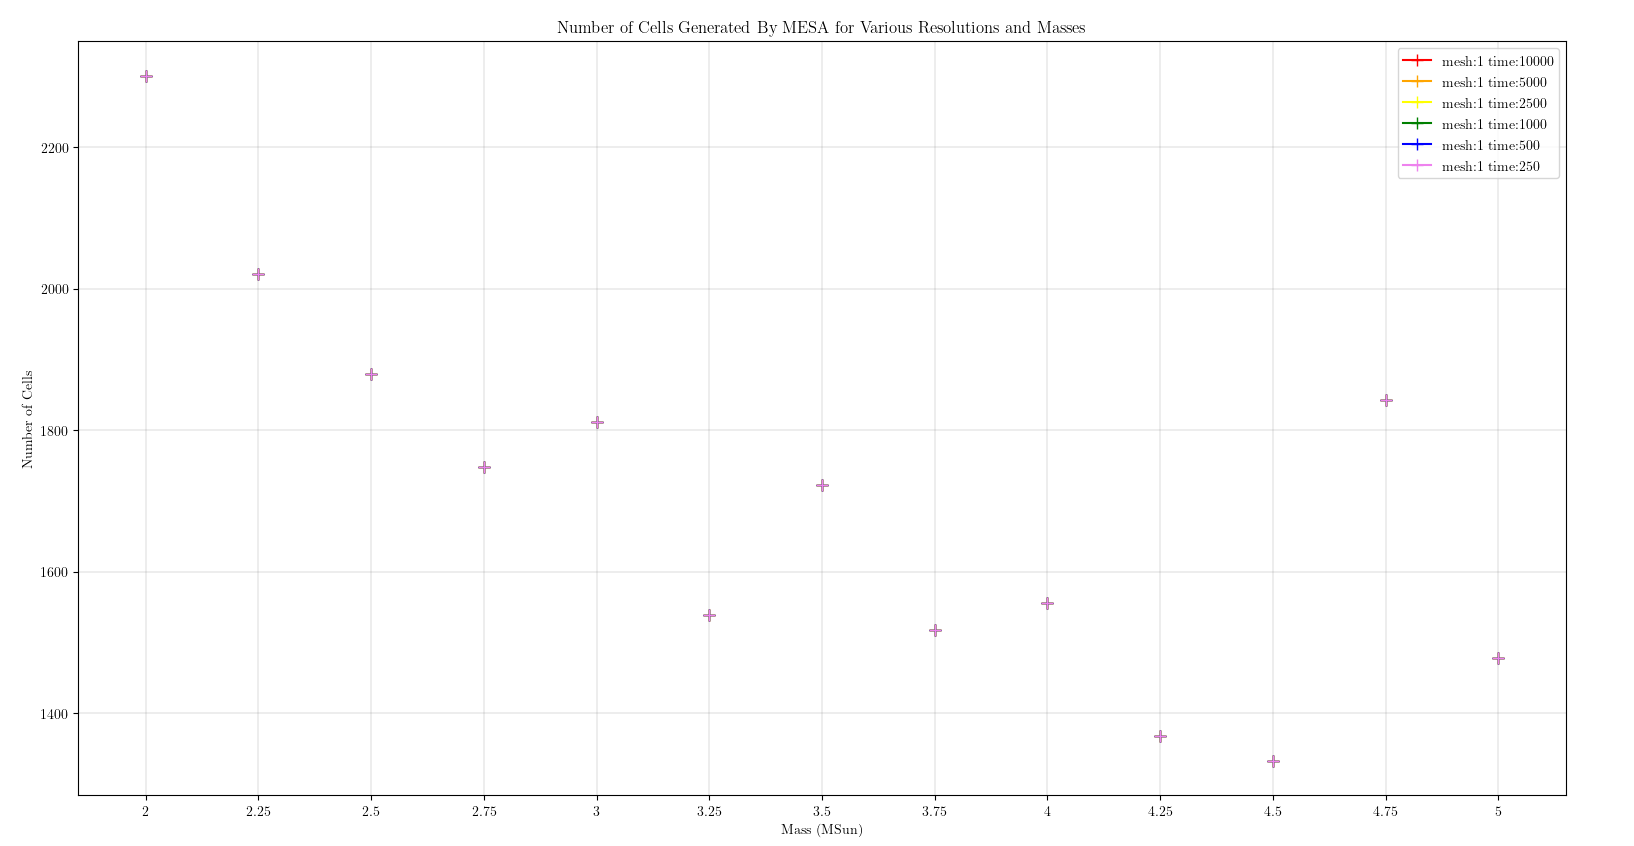 Number of Cells Generated By MESA for Various Resolutions and Masses
mesh:1 time:10000
mesh:1 time:5000
mesh:1 time:2500
mesh:1 time:1000
mesh:1 time:500
mesh:1 time:250
2200
2000
1800
1600
1400
Number of Cells
2 2.25 2.5 2.75 3 3.25 3.5 3.75 4 4.25 4.5 4.75 5
Mass (MSun)